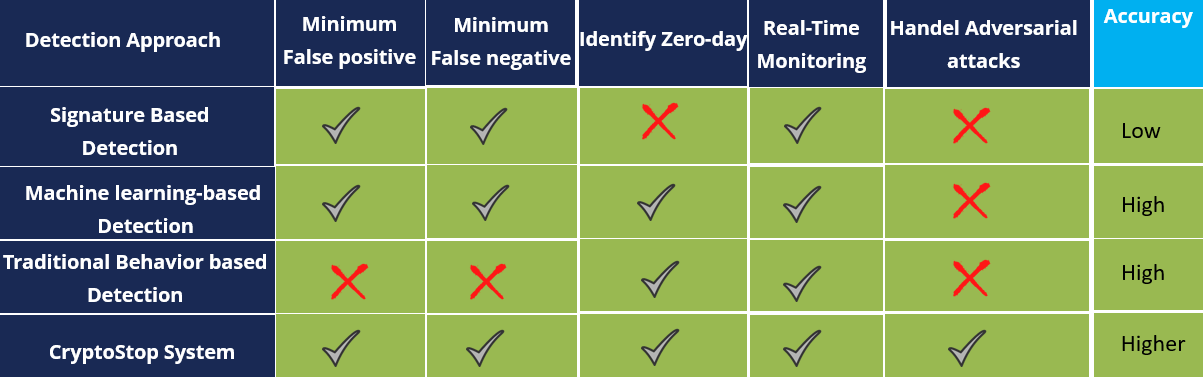 Detection Approach
Minimum
False positive
Minimum
False negative
Identify Zero-day
Real-Time
Monitoring
Handel Adversarial
attacks
Accuracy
Signature Based
Detection
Low
Machine learning-based
Detection
High
Traditional Behavior based
Detection
High
CryptoStop System
Higher